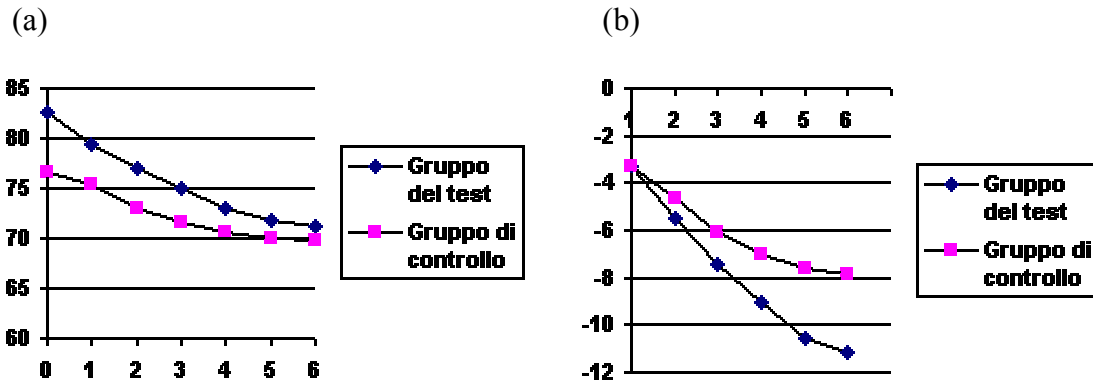 (a)
85
80
75
70
65
60
0 1 2 3 4 5 6
Gruppo
del test
Gruppo di
controllo
(b)
0
-2
-4
-6
-8
-10
-12
1 2 3 4 5 6
Gruppo
del test
Gruppo di
controllo